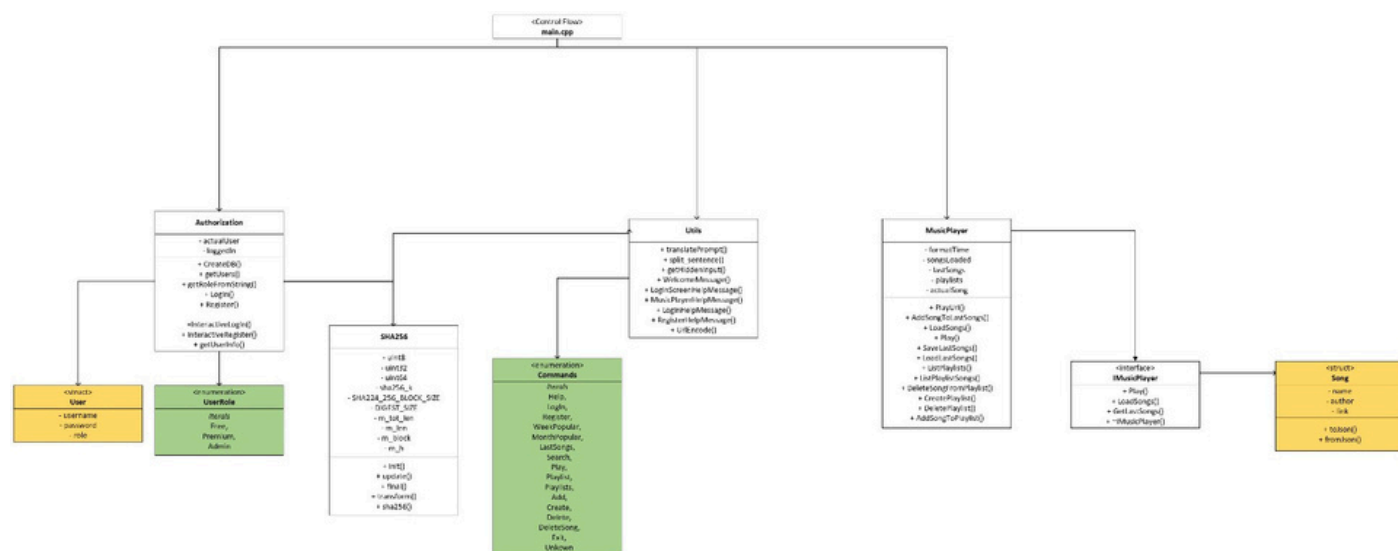 <Control Flow>
main.cpp
Authorization
- actualUser
- loggedIn
+ CreateDB()
+ getUsers()
+ getRoleFromString()
- Login()
+ Register()
+InteractiveLogin()
+ InteractiveRegister()
+ getUserInfo()
Utils
+ translatePrompt()
+ split_sentence()
+ getHiddenInput()
+ WelcomeMessage()
+ LoginScreenHelpMessage()
+ MusicPlayerHelpMessage()
+ LoginHelpMessage()
+ RegisterHelpMessage()
+ UrlEncode()
MusicPlayer
- formatTime
- songsLoaded
- lastSongs
- playlists
- actualSong
+ PlayUrl()
+ AddSongToLastSongs()
+ LoadSongs()
+ Play()
+ SaveLastSongs()
+ LoadLastSongs()
- ListPlaylists()
+ ListPlaylistSongs()
+ DeleteSongFromPlaylist()
+ CreatePlaylist()
+ DeletePlaylist()
+ AddSongToPlaylist()
SHA256
- uint8
- uint32
- uint64
- sha256_k
- SHA224_256_BLOCK_SIZE
- DIGEST_SIZE
- m_tot_len
- m_len
- m_block
- m_h
+ init()
+ update()
+ final()
+ transform()
+ sha256()
<struct>
User
- username
- password
- role
<enumeration>
UserRole
iterals
Free,
Premium,
Admin
<enumeration>
Commands
iterals
Help,
Login,
Register,
WeekPopular,
MonthPopular,
LastSongs,
Search,
Play,
Playlist,
Playlists,
Add,
Create,
Delete,
DeleteSong,
Exit,
Unkown
<interface>
IMusicPlayer
+ Play()
+ LoadSongs()
+ GetLastSongs()
+ ~IMusicPlayer()
<struct>
Song
- name
- author
- link
+ toJson()
+ fromJson()